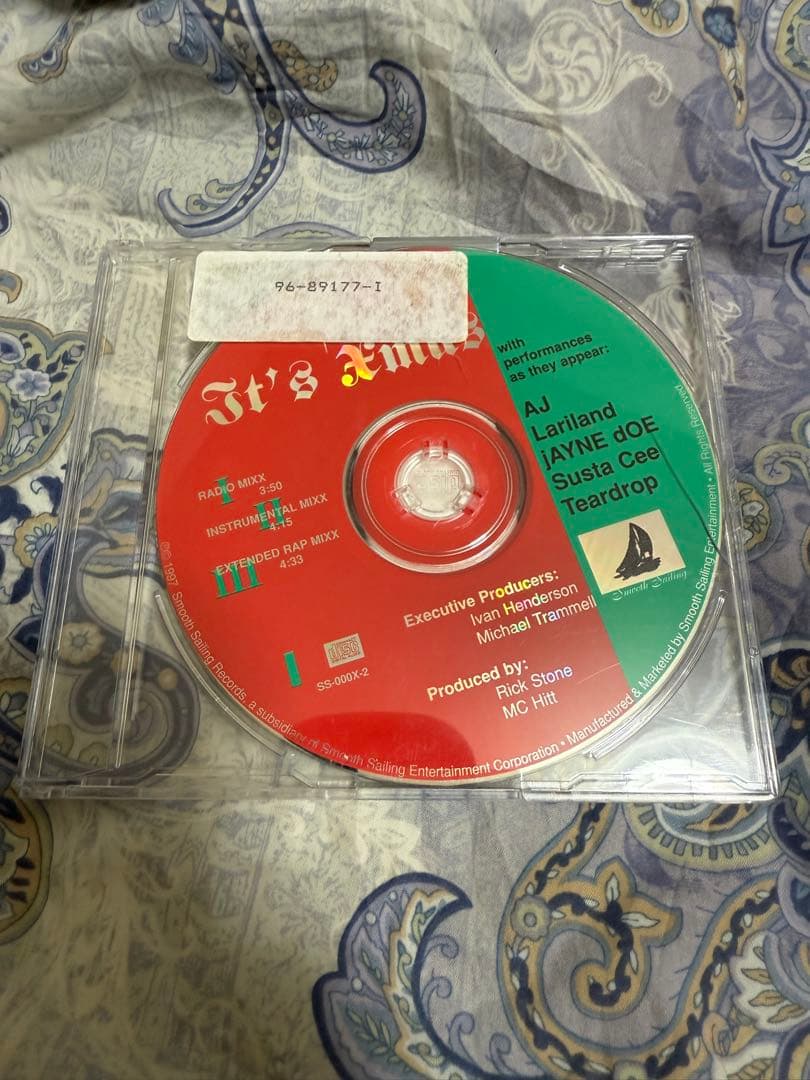 96-89177-I
It's Xmas
with
performances
as they appear:
AJ
Lariland
jAYNE dOE
Susta Cee
Teardrop
I
RADIO MIXX
3:50
II
INSTRUMENTAL MIXX
4:15
III
EXTENDED RAP MIXX
4:33
Smooth Sailing
Executive Producers:
Ivan Henderson
Michael Trammell
Produced by:
Rick Stone
MC Hitt
I
disc
SS-000X-2
℗© 1997 Smooth Sailing Records, a subsidiary of Smooth Sailing Entertainment Corporation • Manufactured & Marketed by Smooth Sailing Entertainment • All Rights Reserved